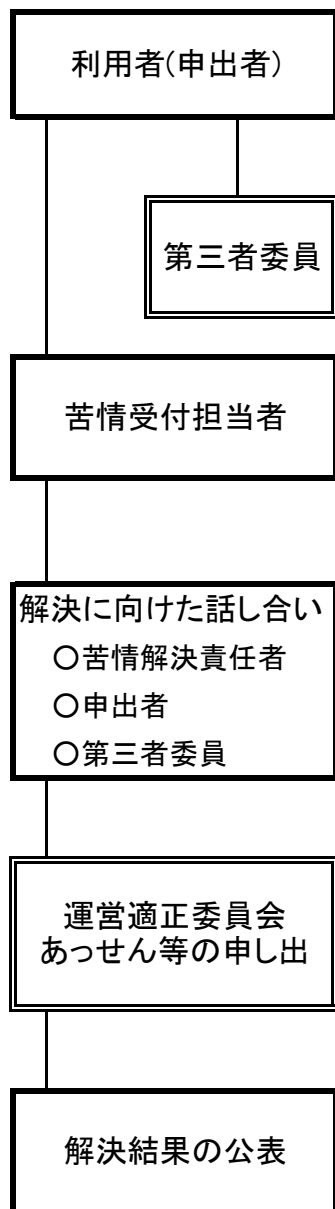 利用者(申出者)
第三者委員
苦情受付担当者
解決に向けた話し合い
○苦情解決責任者
○申出者
○第三者委員
運営適正委員会
あっせん等の申し出
解決結果の公表